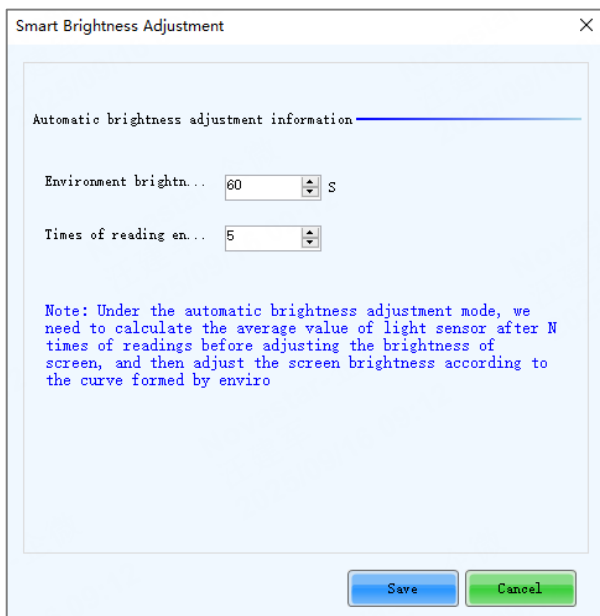 Smart Brightness Adjustment
Automatic brightness adjustment information
Environment brightn... 60 S
Times of reading en... 5
Note: Under the automatic brightness adjustment mode, we
need to calculate the average value of light sensor after N
times of readings before adjusting the brightness of
screen, and then adjust the screen brightness according to
the curve formed by enviro
Save Cancel